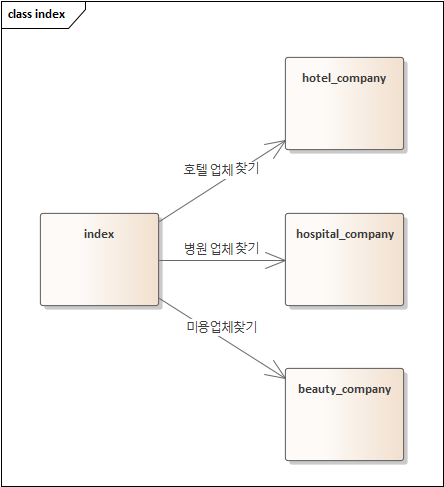 class index
hotel_company
호텔 업체 찾기
index
병원 업체 찾기
hospital_company
미용업체찾기
beauty_company